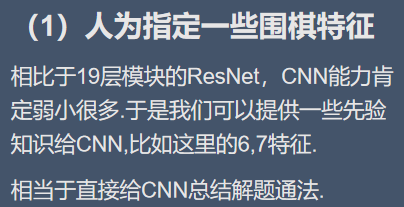 （1）人为指定一些围棋特征
相比于19层模块的ResNet，CNN能力肯
定弱小很多.于是我们可以提供一些先验
知识给CNN,比如这里的6,7特征.
相当于直接给CNN总结解题通法.